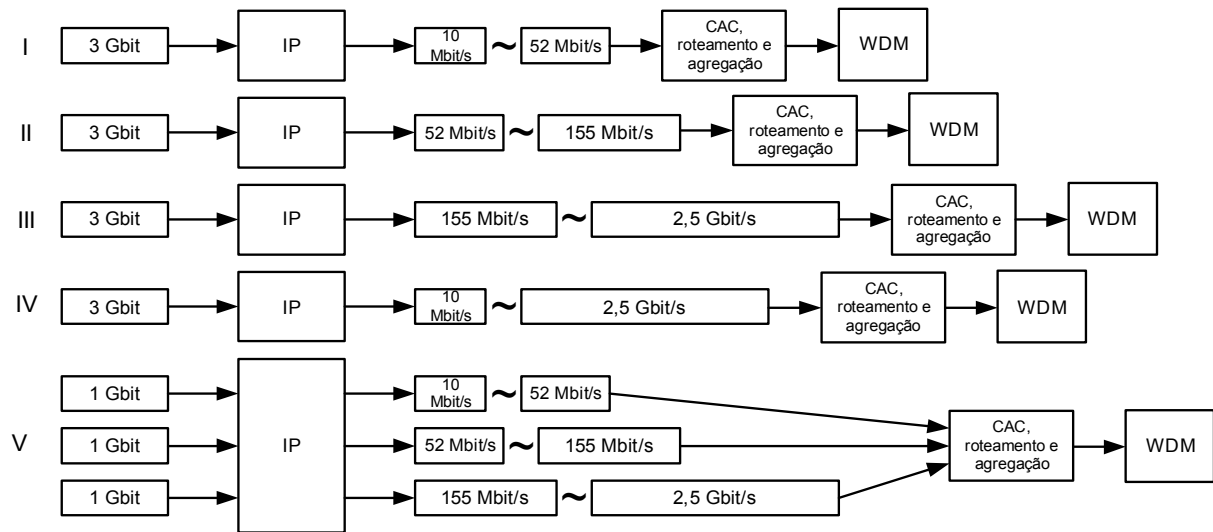 I
3 Gbit
IP
10
Mbit/s
~
52 Mbit/s
CAC,
roteamento e
agregação
WDM
II
3 Gbit
IP
52 Mbit/s
~
155 Mbit/s
CAC,
roteamento e
agregação
WDM
III
3 Gbit
IP
155 Mbit/s
~
2,5 Gbit/s
CAC,
roteamento e
agregação
WDM
IV
3 Gbit
IP
10
Mbit/s
~
2,5 Gbit/s
CAC,
roteamento e
agregação
WDM
V
1 Gbit
1 Gbit
1 Gbit
IP
10
Mbit/s
~
52 Mbit/s
52 Mbit/s
~
155 Mbit/s
155 Mbit/s
~
2,5 Gbit/s
CAC,
roteamento e
agregação
WDM